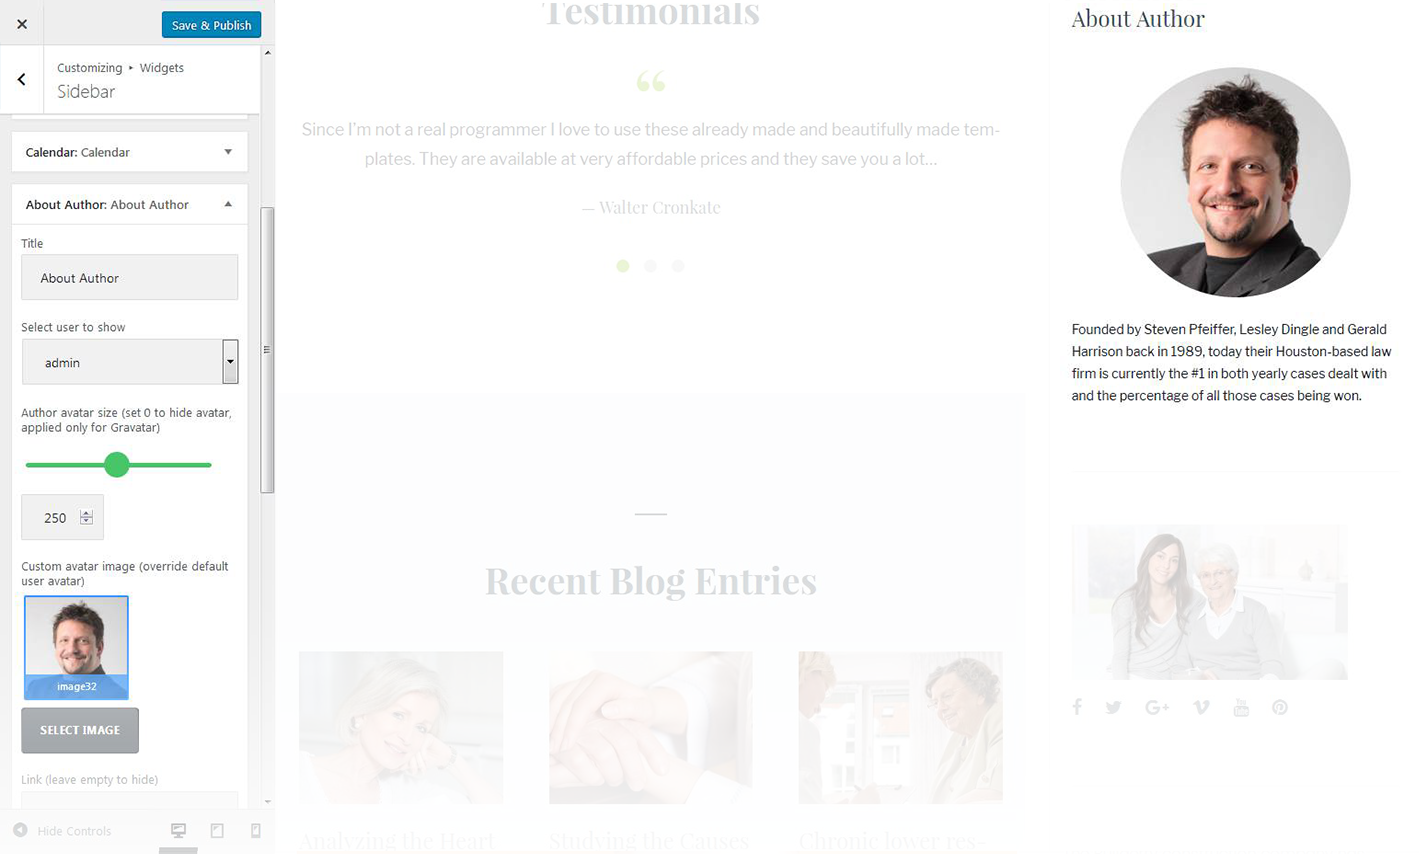 Save & Publish
Customizing ▸ Widgets
Sidebar
Calendar: Calendar
About Author: About Author
Title
About Author
Select user to show
admin
Author avatar size (set 0 to hide avatar,
applied only for Gravatar)
250
Custom avatar image (override default
user avatar)
image32
SELECT IMAGE
Link (leave empty to hide)
Hide Controls
Testimonials
“
Since I'm not a real programmer I love to use these already made and beautifully made tem-
plates. They are available at very affordable prices and they save you a lot...
— Walter Cronkate
Recent Blog Entries
Analyzing the Heart
Studying the Causes
Chronic lower res-
About Author
Founded by Steven Pfeiffer, Lesley Dingle and Gerald
Harrison back in 1989, today their Houston-based law
firm is currently the #1 in both yearly cases dealt with
and the percentage of all those cases being won.